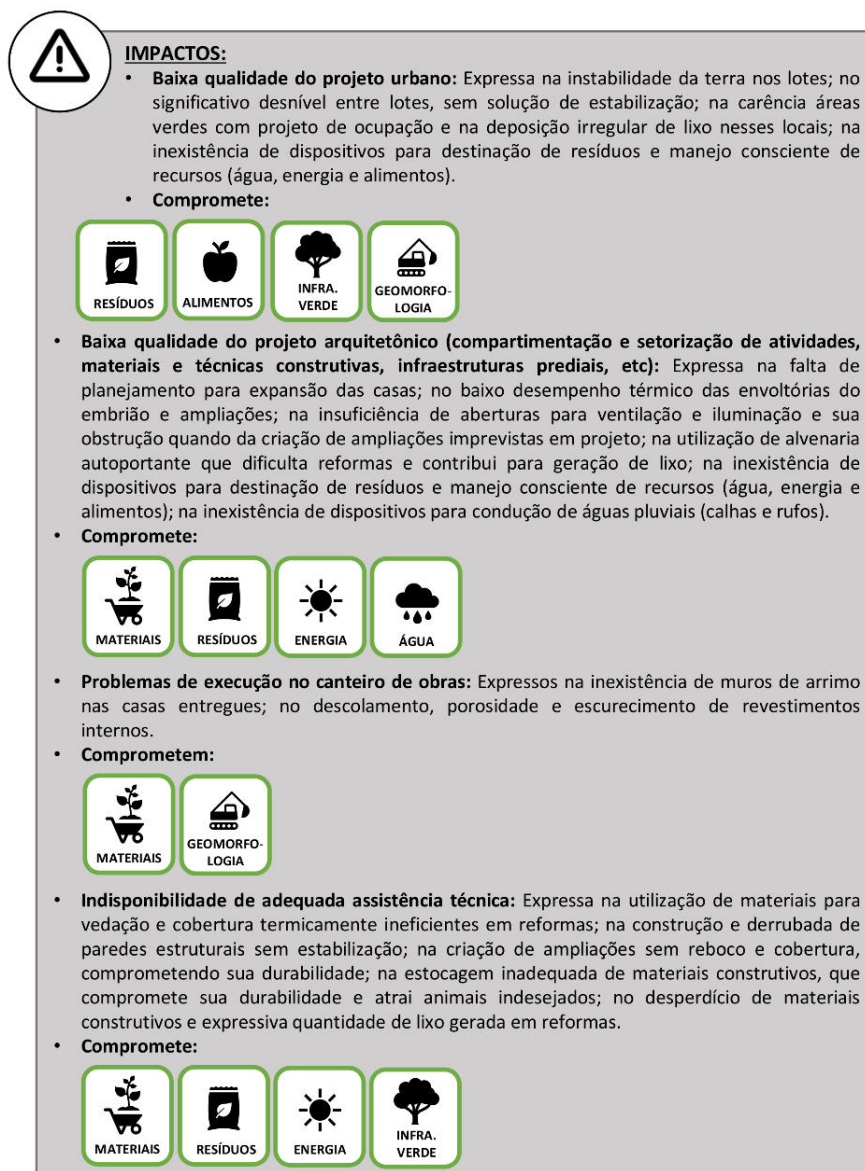 IMPACTOS:
• Baixa qualidade do projeto urbano: Expressa na instabilidade da terra nos lotes; no
significativo desnível entre lotes, sem solução de estabilização; na carência áreas
verdes com projeto de ocupação e na deposição irregular de lixo nesses locais; na
inexistência de dispositivos para destinação de resíduos e manejo consciente de
recursos (água, energia e alimentos).
• Compromete:
RESÍDUOS
ALIMENTOS
INFRA.
VERDE
GEOMORFO-
LOGIA
• Baixa qualidade do projeto arquitetônico (compartimentação e setorização de atividades,
materiais e técnicas construtivas, infraestruturas prediais, etc): Expressa na falta de
planejamento para expansão das casas; no baixo desempenho térmico das envoltórias do
embrião e ampliações; na insuficiência de aberturas para ventilação e iluminação e sua
obstrução quando da criação de ampliações imprevistas em projeto; na utilização de alvenaria
autoportante que dificulta reformas e contribui para geração de lixo; na inexistência de
dispositivos para destinação de resíduos e manejo consciente de recursos (água, energia e
alimentos); na inexistência de dispositivos para condução de águas pluviais (calhas e rufos).
• Compromete:
MATERIAIS
RESÍDUOS
ENERGIA
ÁGUA
• Problemas de execução no canteiro de obras: Expressos na inexistência de muros de arrimo
nas casas entregues; no descolamento, porosidade e escurecimento de revestimentos
internos.
• Comprometem:
MATERIAIS
GEOMORFO-
LOGIA
• Indisponibilidade de adequada assistência técnica: Expressa na utilização de materiais para
vedação e cobertura termicamente ineficientes em reformas; na construção e derrubada de
paredes estruturais sem estabilização; na criação de ampliações sem reboco e cobertura,
comprometendo sua durabilidade; na estocagem inadequada de materiais construtivos, que
compromete sua durabilidade e atrai animais indesejados; no desperdício de materiais
construtivos e expressiva quantidade de lixo gerada em reformas.
• Compromete:
MATERIAIS
RESÍDUOS
ENERGIA
INFRA.
VERDE